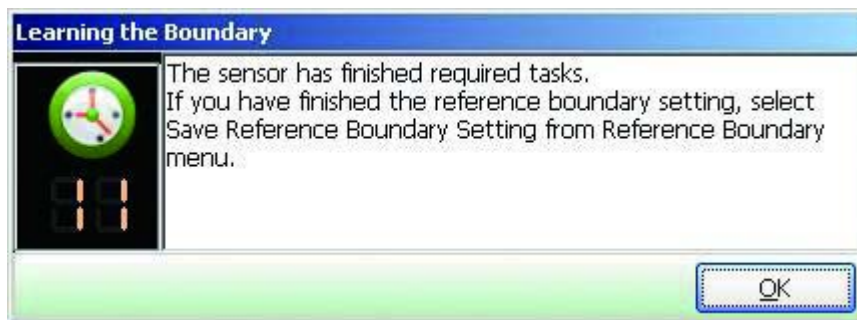 Learning the Boundary
The sensor has finished required tasks.
If you have finished the reference boundary setting, select
Save Reference Boundary Setting from Reference Boundary
menu.
11
OK